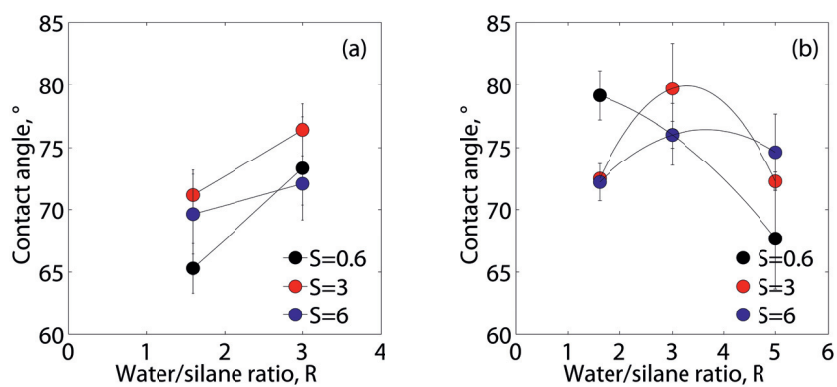 85
80
75
70
65
60
0
1
2
3
4
Contact angle, °
Water/silane ratio, R
(a)
S=0.6
S=3
S=6
85
80
75
70
65
60
0
1
2
3
4
5
6
Contact angle, °
Water/silane ratio, R
(b)
S=0.6
S=3
S=6